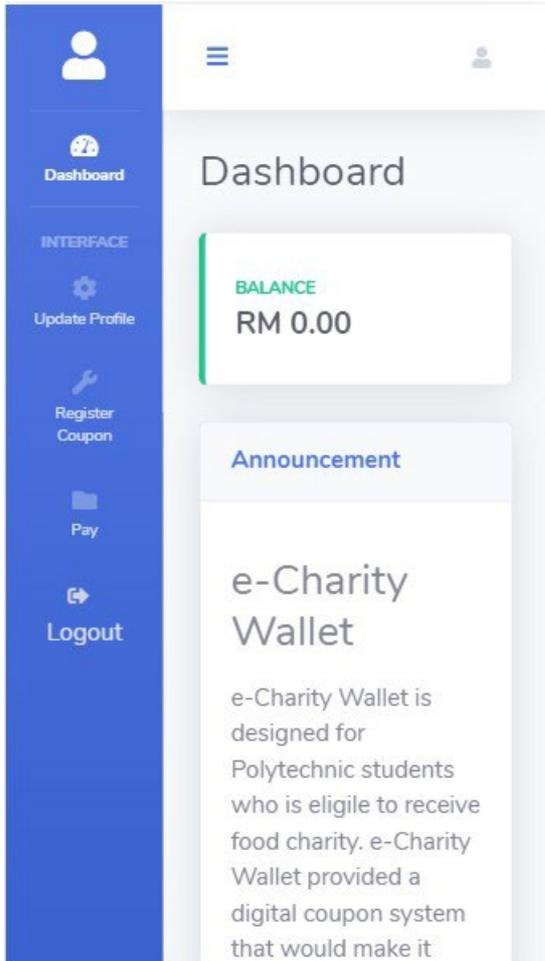 Dashboard
INTERFACE
Update Profile
Register
Coupon
Pay
Logout
Dashboard
BALANCE
RM 0.00
Announcement
e-Charity
Wallet
e-Charity Wallet is
designed for
Polytechnic students
who is eligile to receive
food charity. e-Charity
Wallet provided a
digital coupon system
that would make it